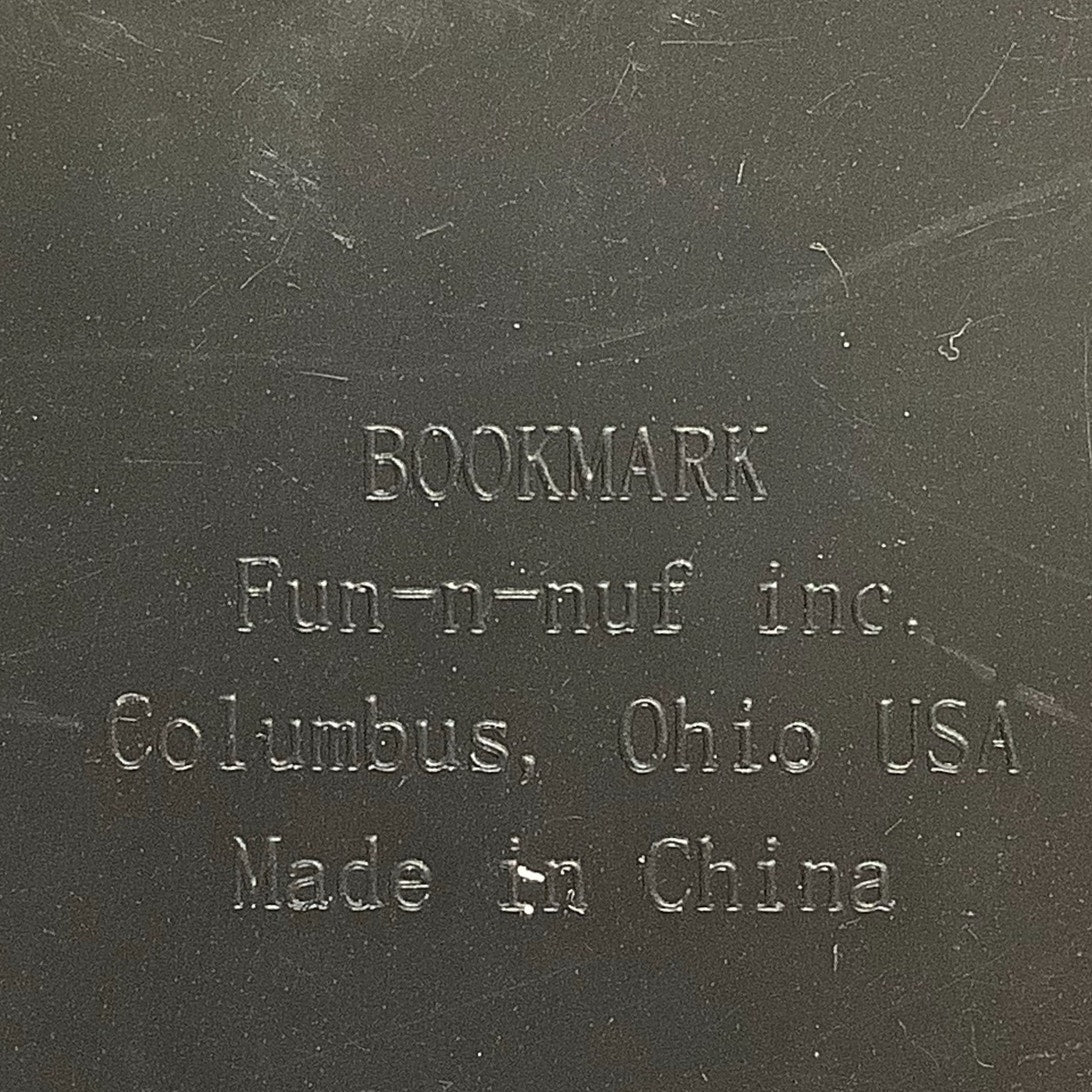 BOOKMARK
Fun-n-nuf inc.
Columbus, Ohio USA
Made in China